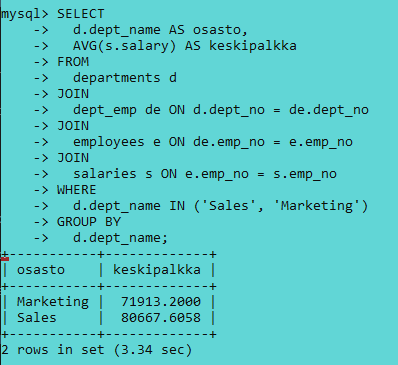 mysql> SELECT
    ->   d.dept_name AS osasto,
    ->   AVG(s.salary) AS keskipalkka
    -> FROM
    ->   departments d
    -> JOIN
    ->   dept_emp de ON d.dept_no = de.dept_no
    -> JOIN
    ->   employees e ON de.emp_no = e.emp_no
    -> JOIN
    ->   salaries s ON e.emp_no = s.emp_no
    -> WHERE
    ->   d.dept_name IN ('Sales', 'Marketing')
    -> GROUP BY
    ->   d.dept_name;
+-----------+-------------+
| osasto    | keskipalkka |
+-----------+-------------+
| Marketing |  71913.2000 |
| Sales     |  80667.6058 |
+-----------+-------------+
2 rows in set (3.34 sec)